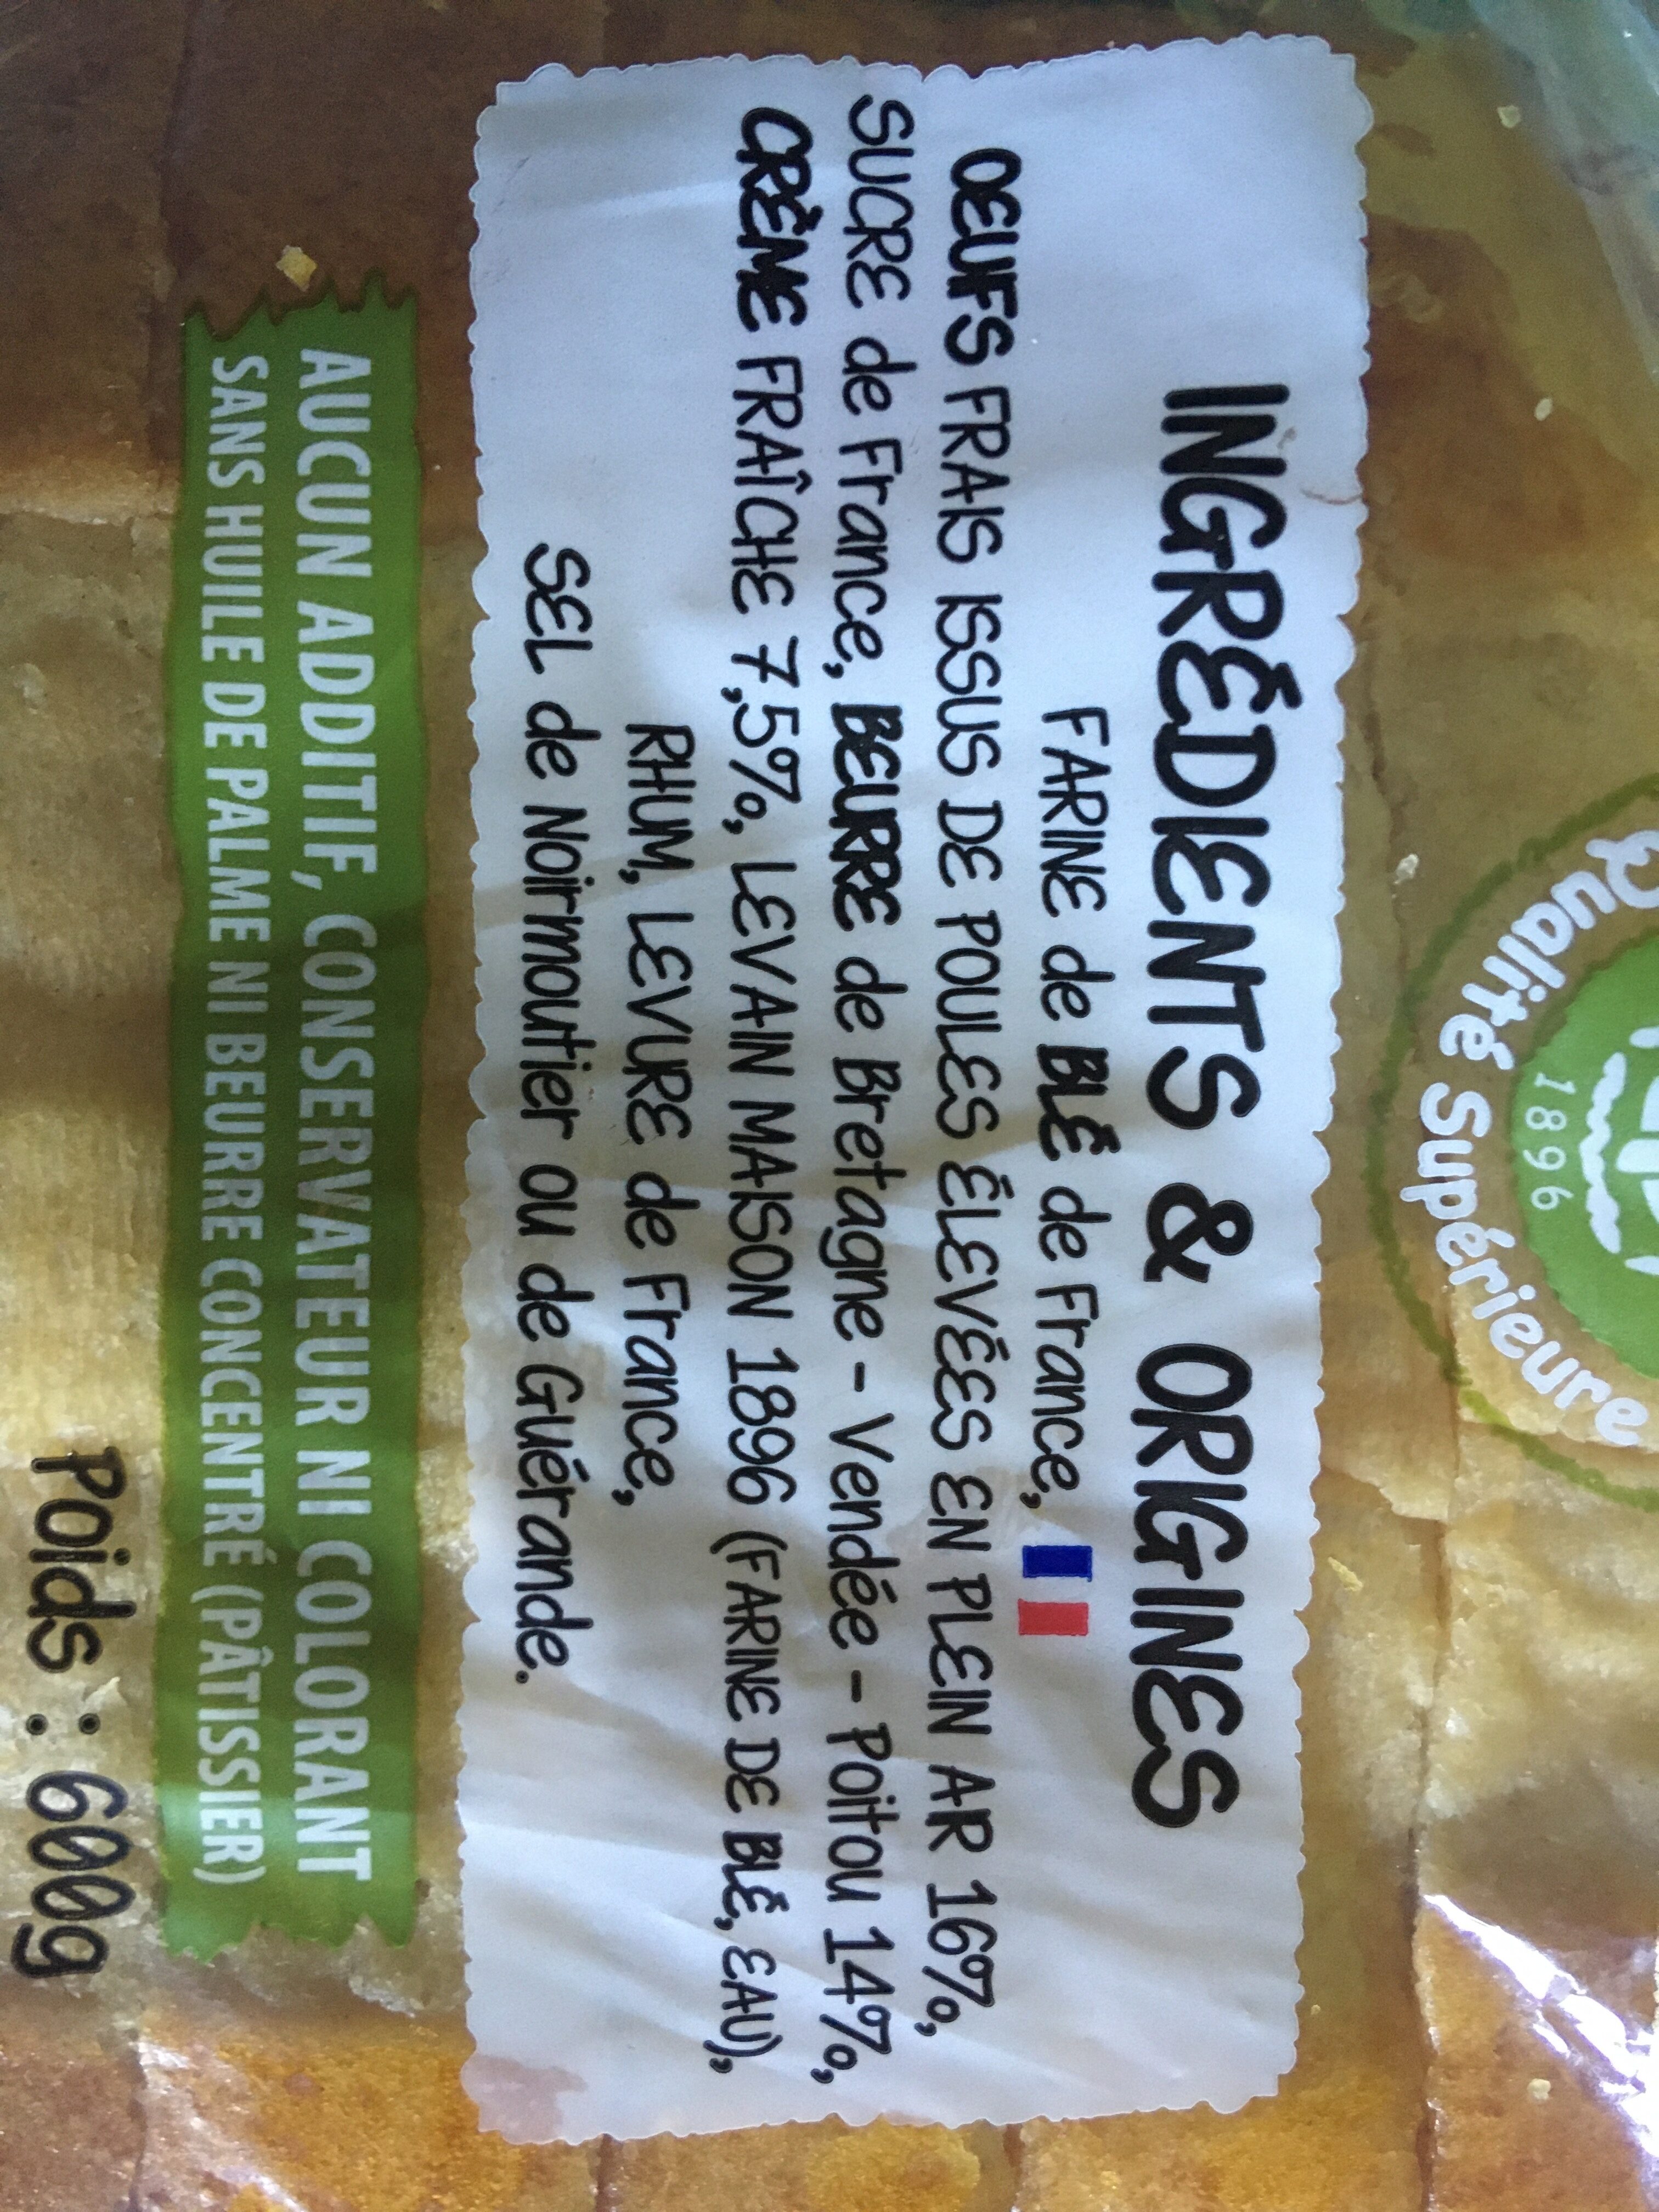 Qualité Supérieure
1896
INGRÉDIENTS & ORIGINES
FARINE de BLÉ de France,
OEUFS FRAIS ISSUS DE POULES ÉLEVÉES EN PLEIN AR 16%,
SUCRE de France, BEURRE de Bretagne - Vendée - Poitou 14%,
CRÈME FRAÎCHE 7,5%, LEVAIN MAISON 1896 (FARINE DE BLÉ, EAU),
RHUM, LEVURE de France,
SEL de Noirmoutier ou de Guérande.
AUCUN ADDITIF, CONSERVATEUR NI COLORANT
SANS HUILE DE PALME NI BEURRE CONCENTRÉ (PÂTISSIER)
Poids : 600g